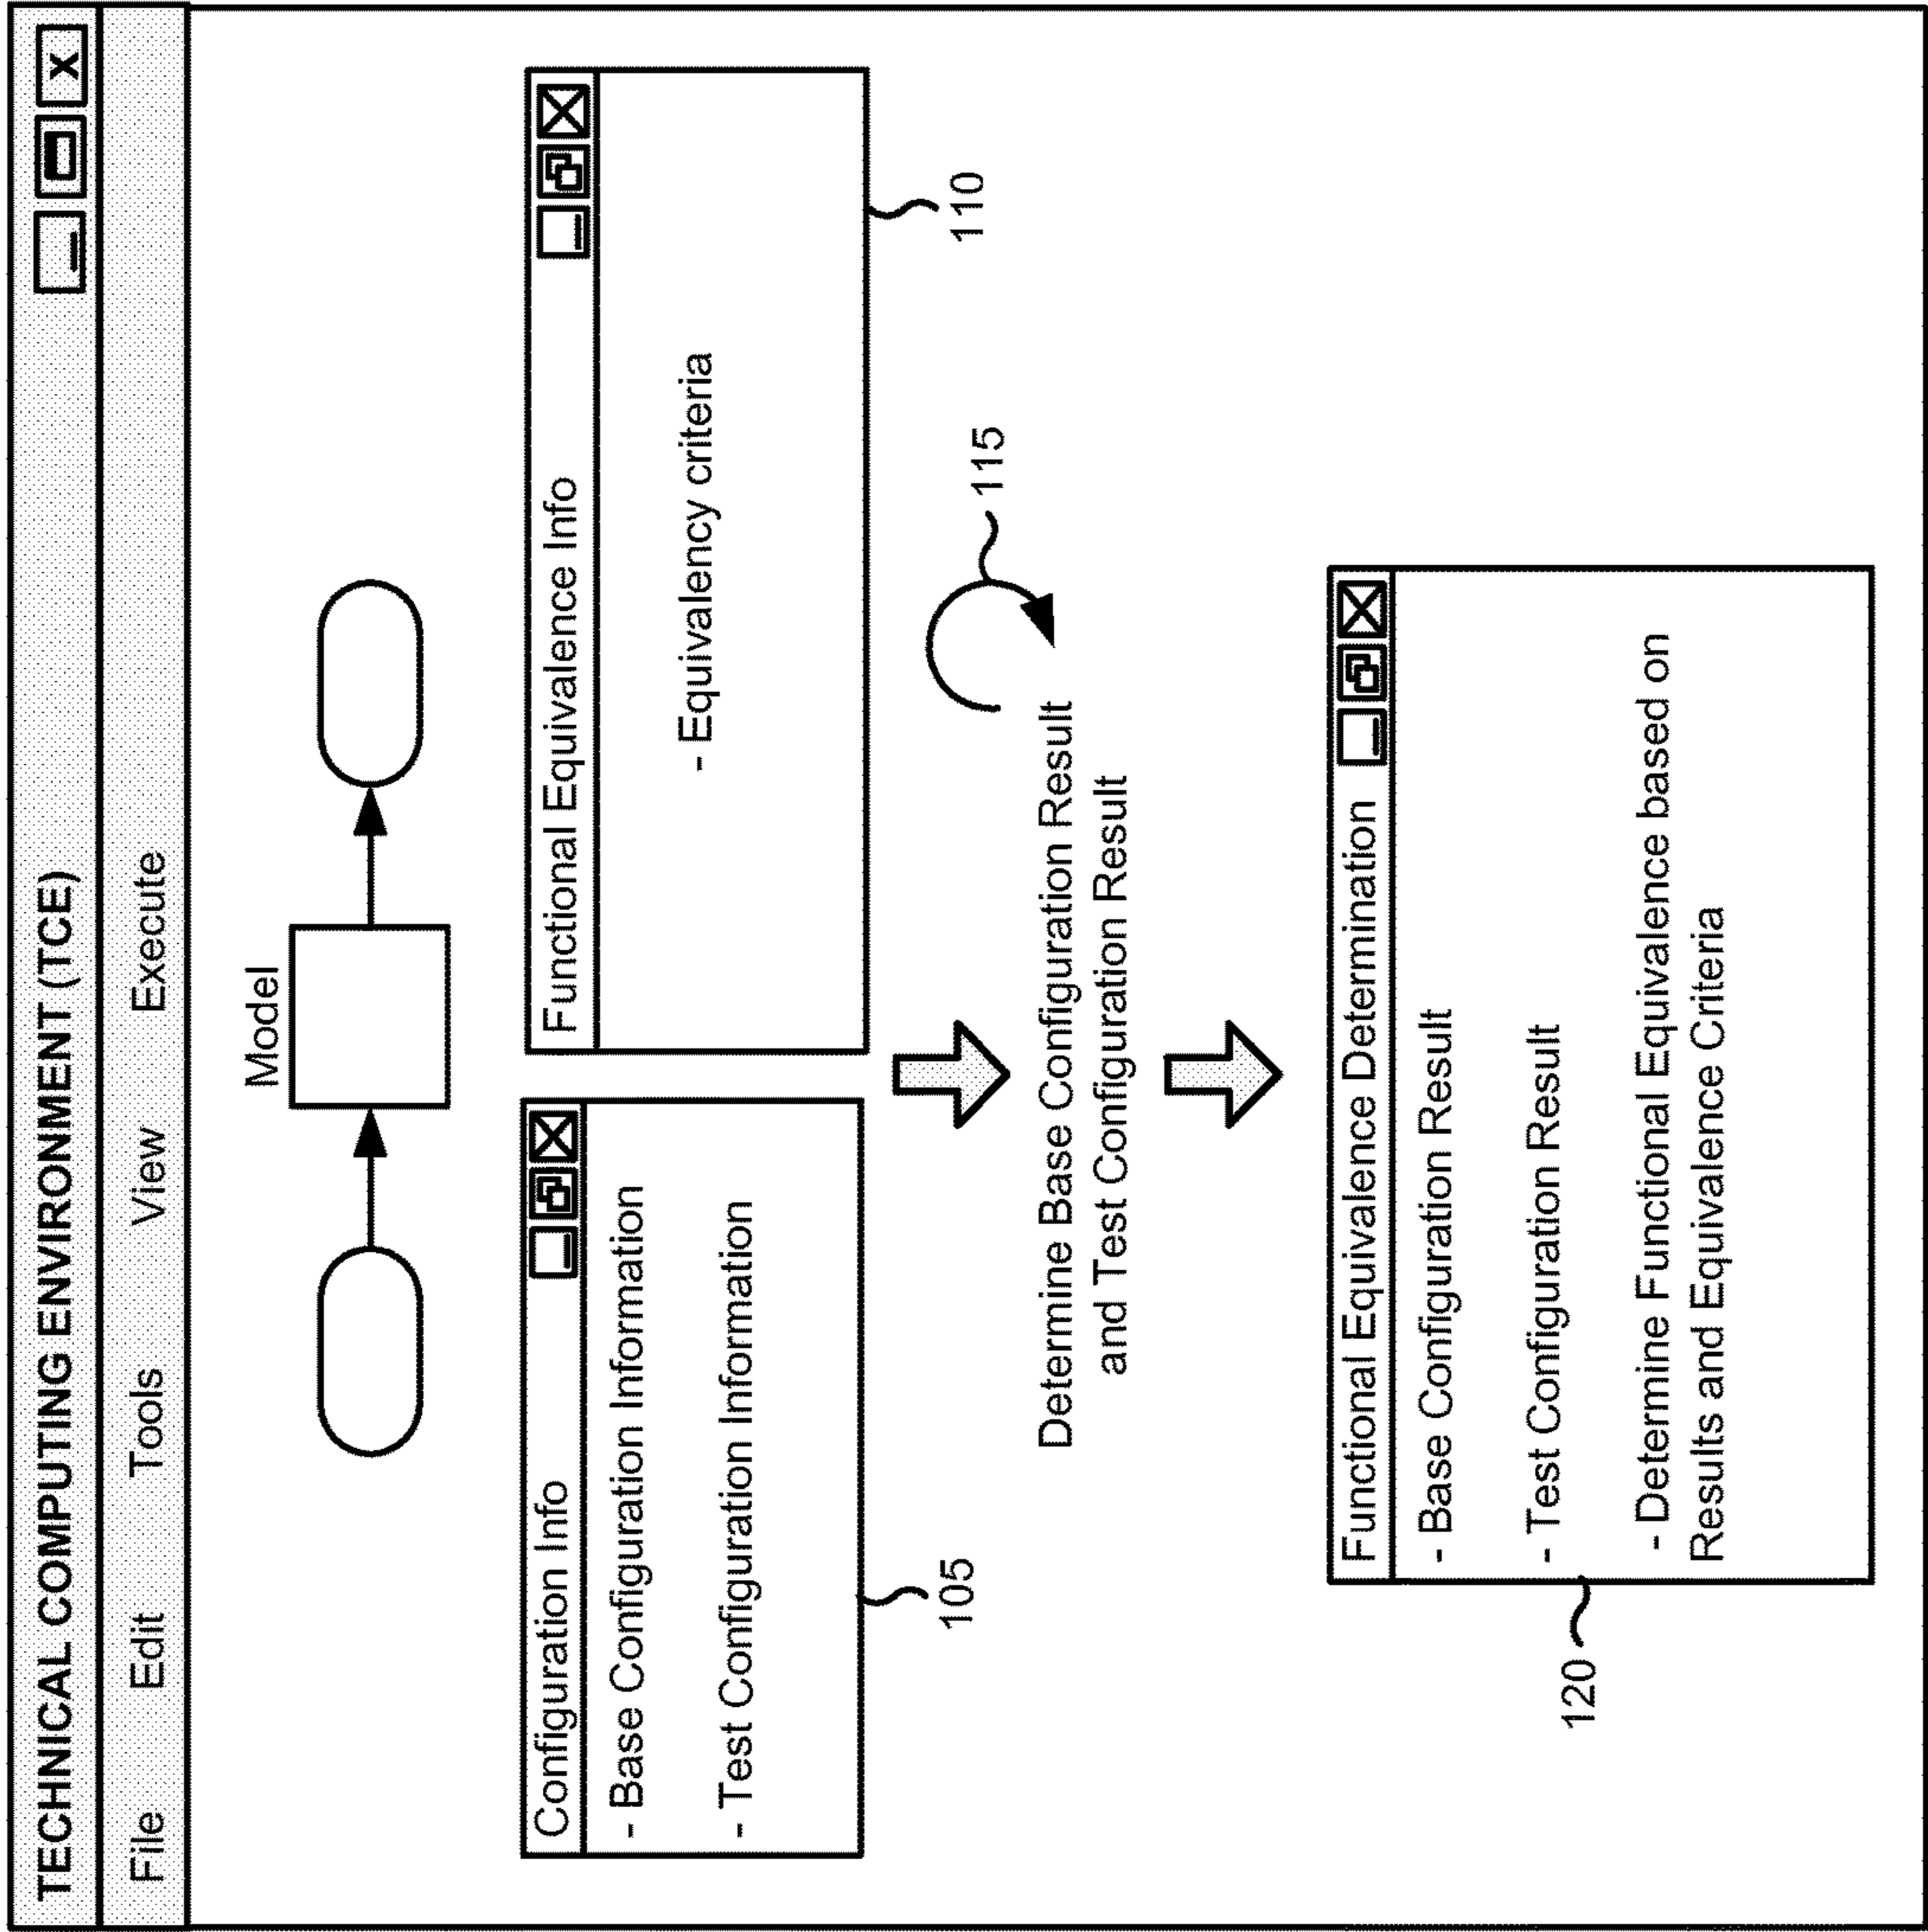 TECHNICAL COMPUTING ENVIRONMENT (TCE)
X
File Edit Tools View Execute
Model
Configuration Info
- Base Configuration Information
- Test Configuration Information
105
Functional Equivalence Info
- Equivalency criteria
110
Determine Base Configuration Result
and Test Configuration Result
115
Functional Equivalence Determination
- Base Configuration Result
- Test Configuration Result
- Determine Functional Equivalence based on
Results and Equivalence Criteria
120